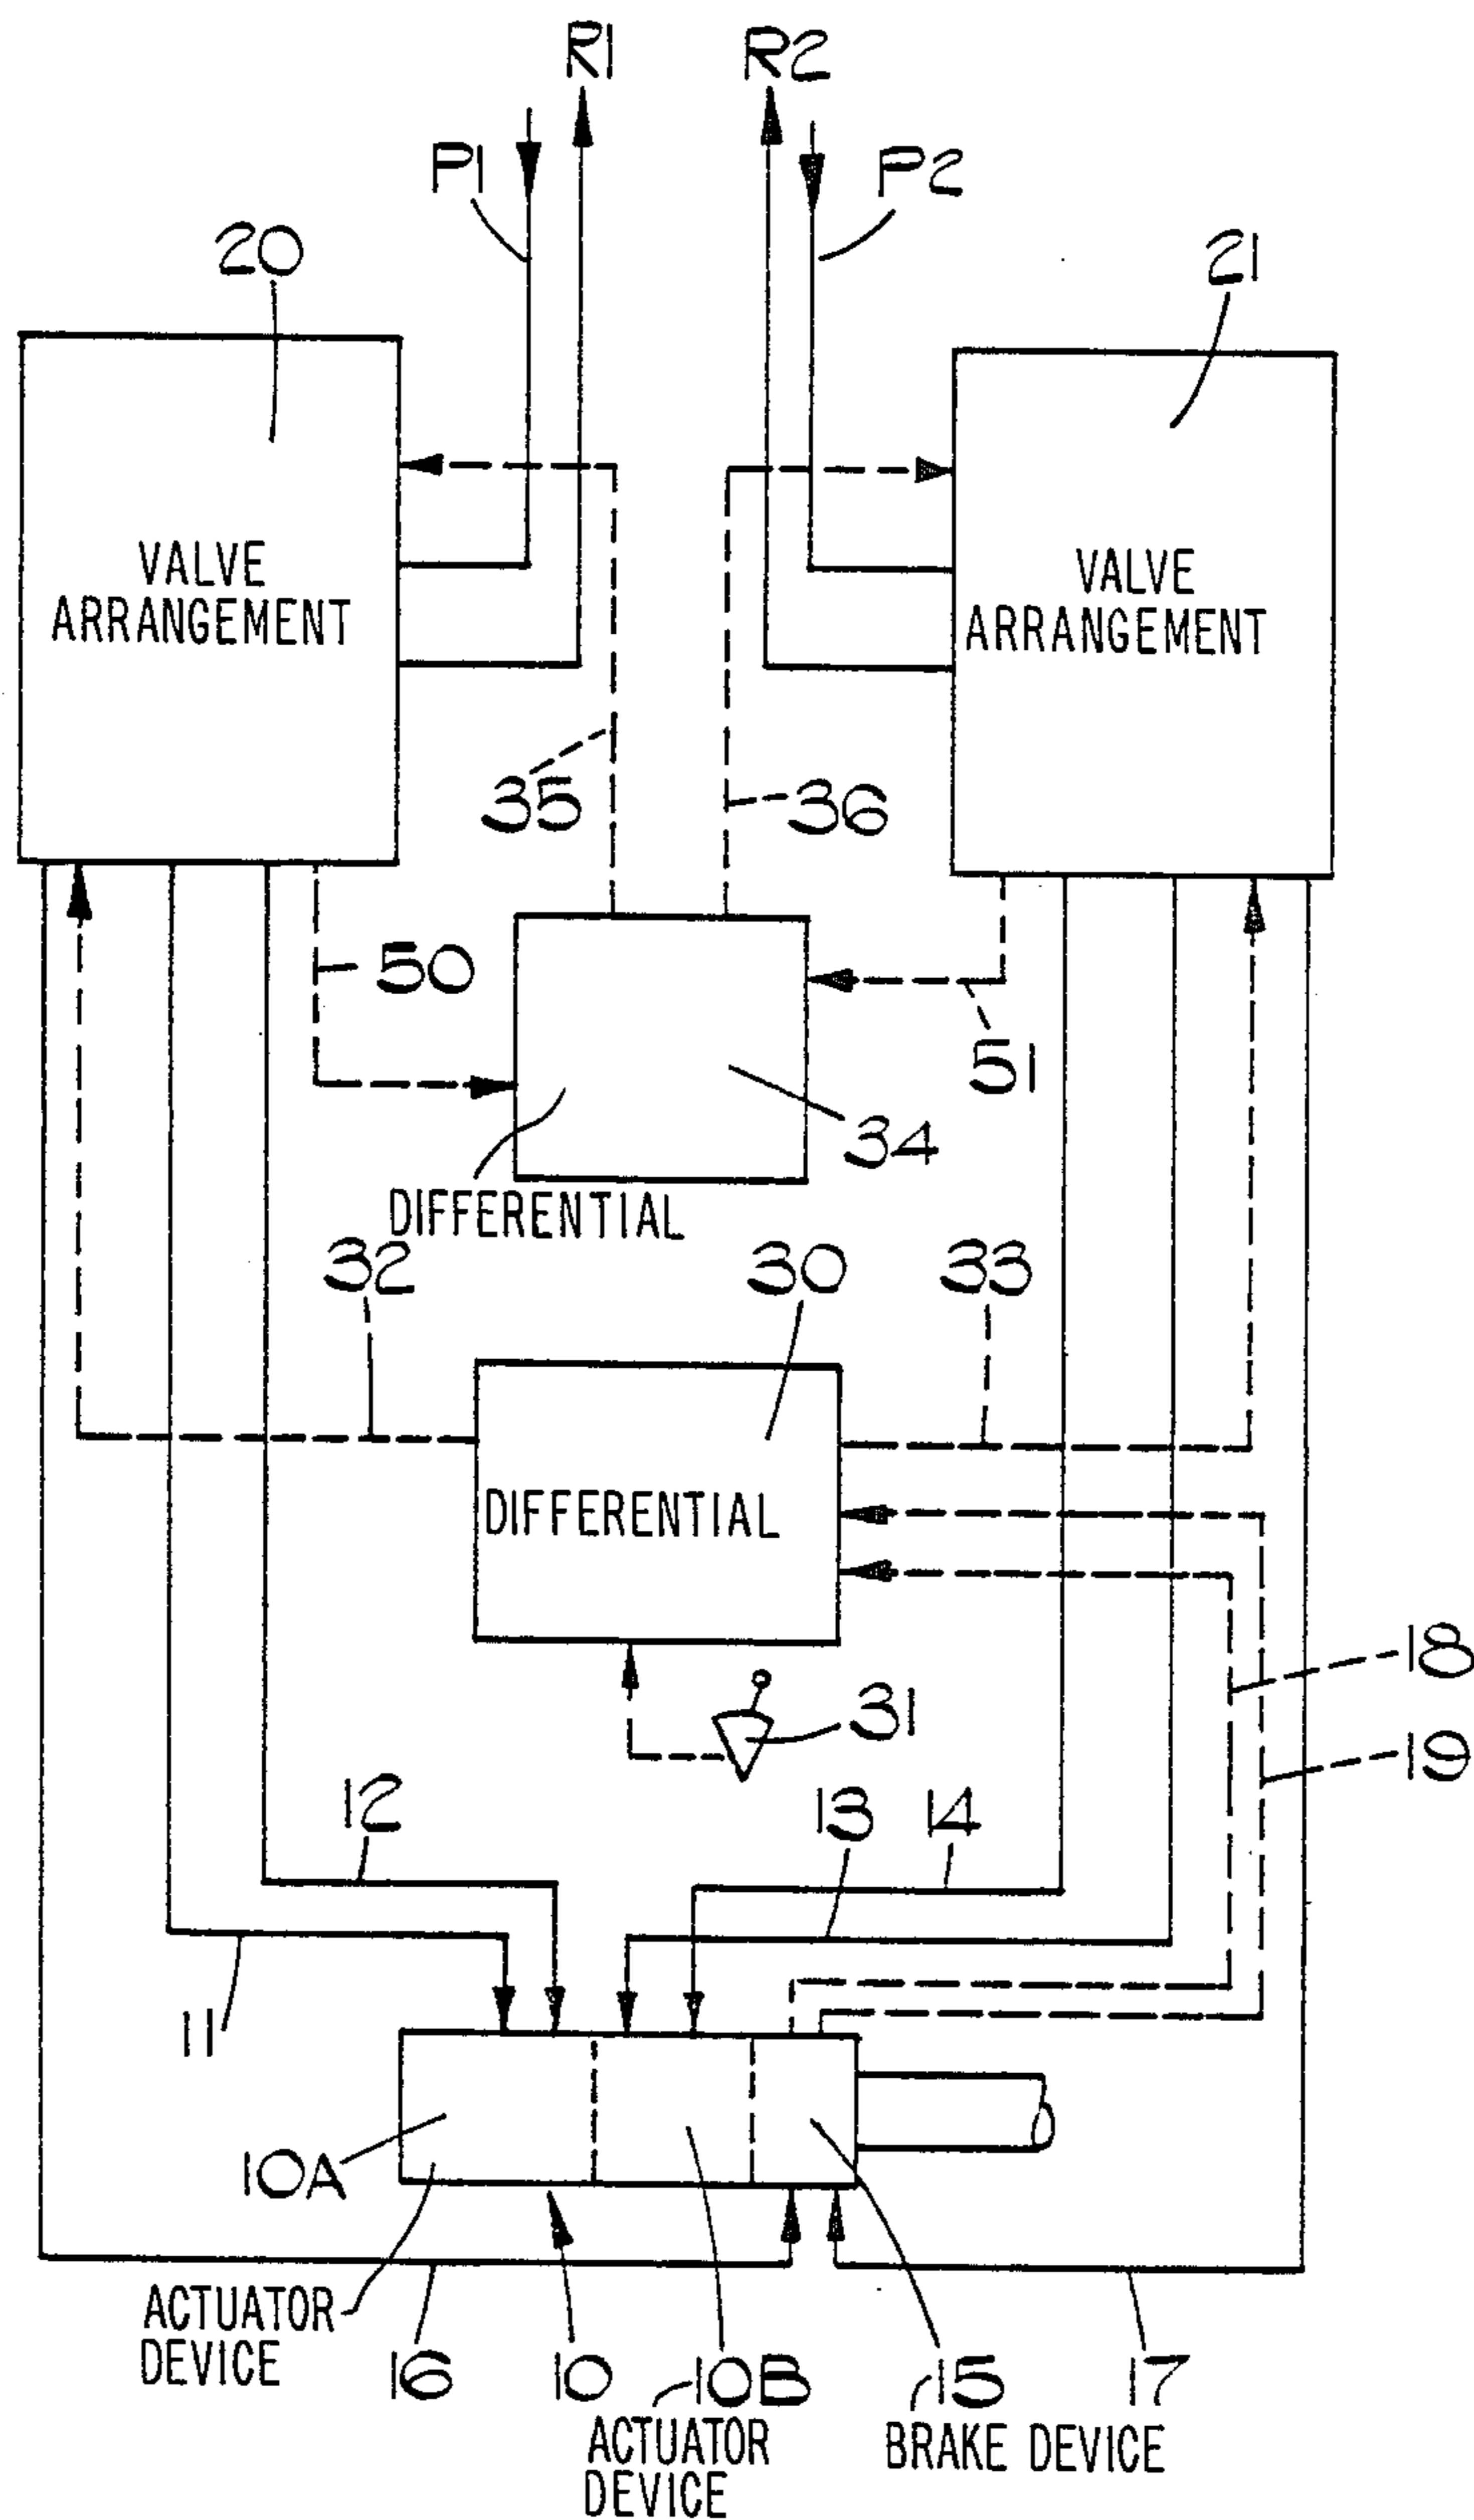 R1 R2
P1 P2
20 21
VALVE
ARRANGEMENT
VALVE
ARRANGEMENT
35 36
50
51
34
DIFFERENTIAL
32 30 33
DIFFERENTIAL
18
31
19
12 13 14
11
10A
ACTUATOR
DEVICE
16 10 10B 15 17
ACTUATOR
DEVICE
BRAKE DEVICE